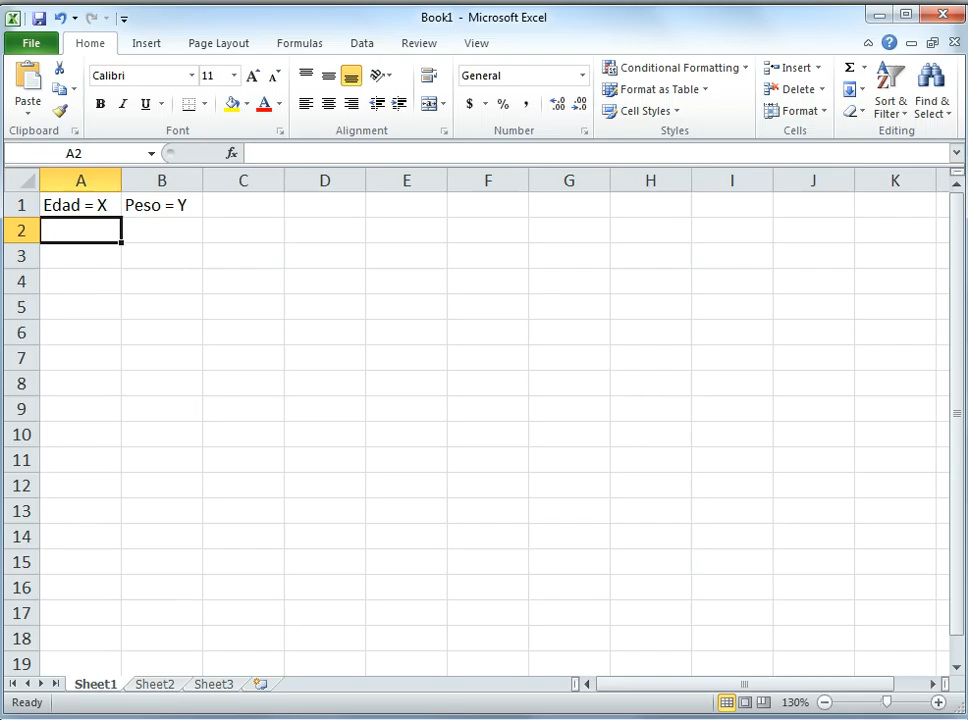 Book1 - Microsoft Excel
File Home Insert Page Layout Formulas Data Review View
Paste
Calibri 11
B I U A
General
$ % ,
Conditional Formatting
Format as Table
Cell Styles
Insert
Delete
Format
Σ
Sort & Filter
Find & Select
Clipboard Font Alignment Number Styles Cells Editing
A2 fx
A B C D E F G H I J K
1 Edad = X Peso = Y
2
3
4
5
6
7
8
9
10
11
12
13
14
15
16
17
18
19
Sheet1 Sheet2 Sheet3
Ready 130%